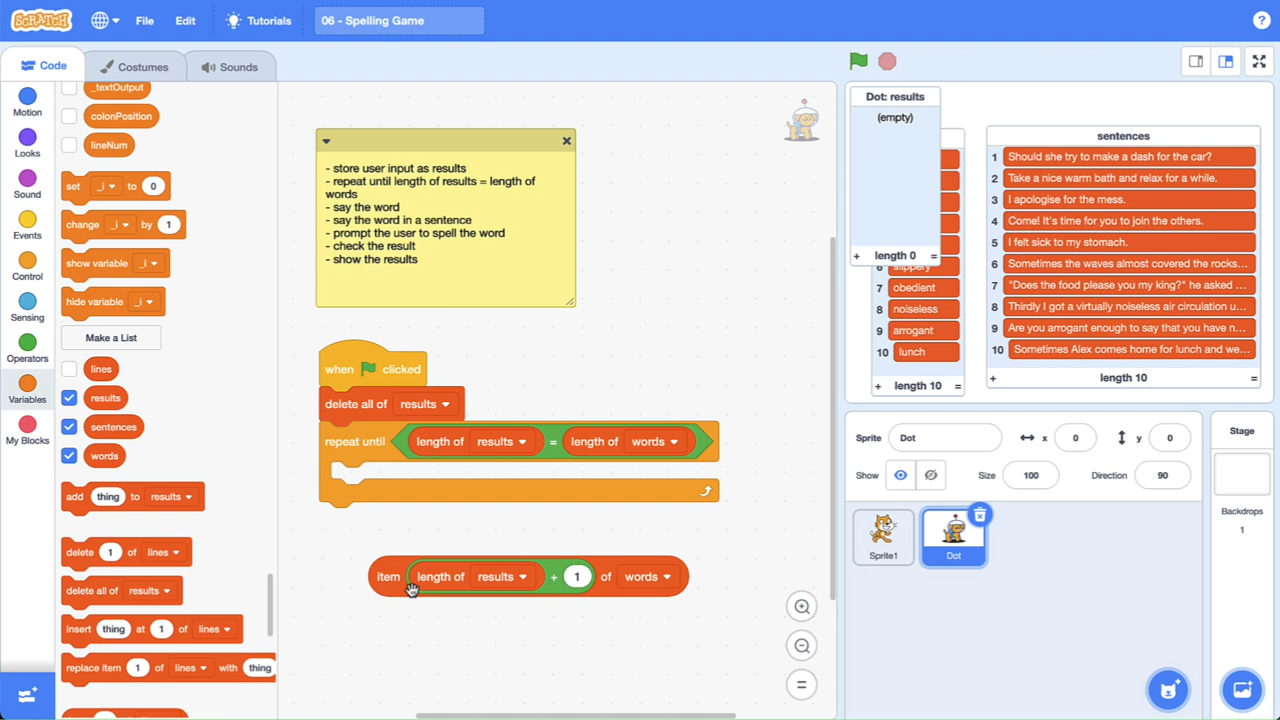 SCRATCH
File
Edit
Tutorials
06 - Spelling Game
?
Code
Costumes
Sounds
Motion
Looks
Sound
Events
Control
Sensing
Operators
Variables
My Blocks
_textOutput
colonPosition
lineNum
set _i to 0
change _i by 1
show variable _i
hide variable _i
Make a List
lines
results
sentences
words
add thing to results
delete 1 of lines
delete all of results
insert thing at 1 of lines
replace item 1 of lines with thing
- store user input as results
- repeat until length of results = length of
words
- say the word
- say the word in a sentence
- prompt the user to spell the word
- check the result
- show the results
when clicked
delete all of results
repeat until length of results = length of words
item length of results + 1 of words
Dot: results
(empty)
+ length 0 =
slippery
7 obedient
8 noiseless
9 arrogant
10 lunch
+ length 10 =
sentences
1 Should she try to make a dash for the car?
2 Take a nice warm bath and relax for a while.
3 I apologise for the mess.
4 Come! It's time for you to join the others.
5 I felt sick to my stomach.
6 Sometimes the waves almost covered the rocks...
7 "Does the food please you my king?" he asked ...
8 Thirdly I got a virtually noiseless air circulation u...
9 Are you arrogant enough to say that you have n...
10 Sometimes Alex comes home for lunch and we...
+ length 10 =
Sprite Dot x 0 y 0
Show Size 100 Direction 90
Sprite1
Dot
Stage
Backdrops
1